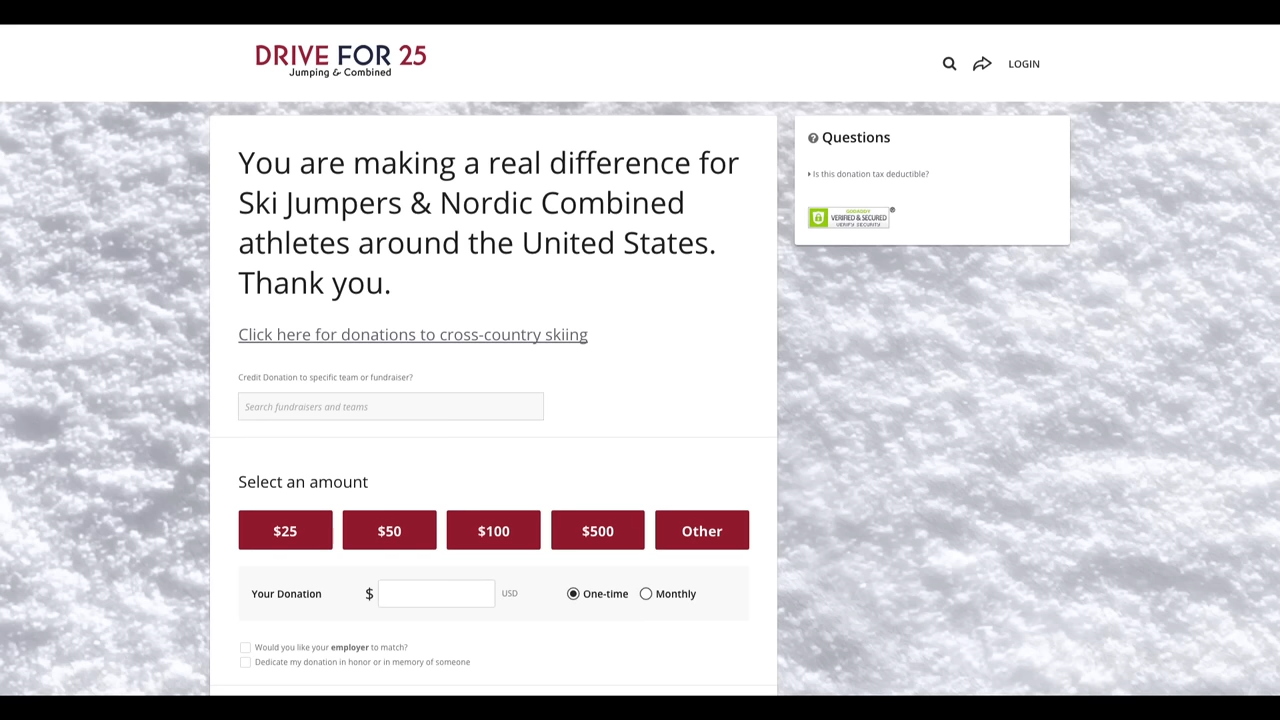 DRIVE FOR 25
Jumping & Combined
LOGIN
You are making a real difference for
Ski Jumpers & Nordic Combined
athletes around the United States.
Thank you.
Click here for donations to cross-country skiing
Credit Donation to specific team or fundraiser?
Search fundraisers and teams
Select an amount
$25 $50 $100 $500 Other
Your Donation $ USD One-time Monthly
Would you like your employer to match?
Dedicate my donation in honor or in memory of someone
? Questions
Is this donation tax deductible?
GODADDY
VERIFIED & SECURED ®
VERIFY SECURITY